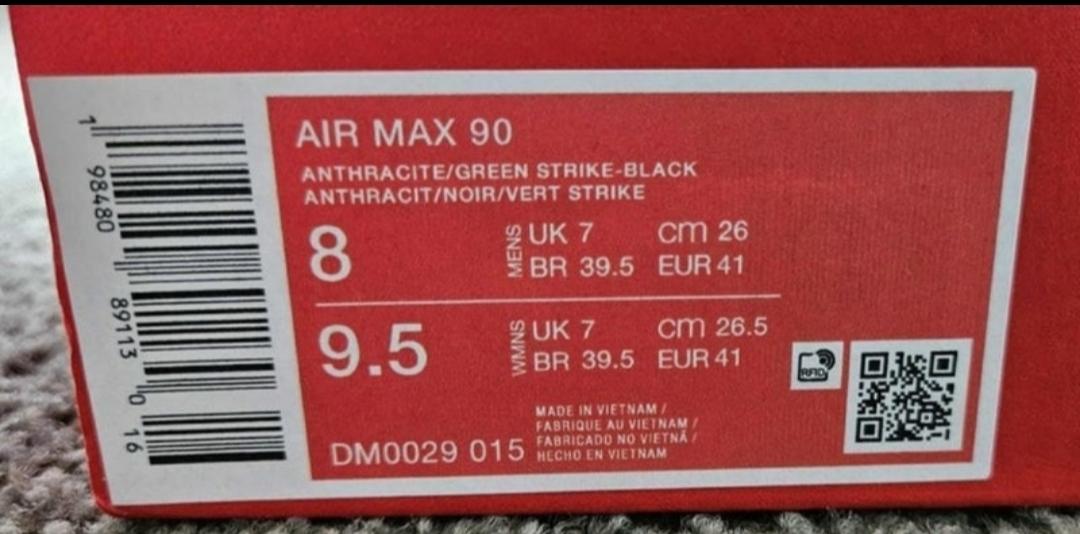 1 98480 89113 0 16
AIR MAX 90
ANTHRACITE/GREEN STRIKE-BLACK
ANTHRACIT/NOIR/VERT STRIKE
8 MENS UK 7 cm 26
BR 39.5 EUR 41
9.5 WMNS UK 7 cm 26.5
BR 39.5 EUR 41
RFID
MADE IN VIETNAM /
FABRIQUE AU VIETNAM /
FABRICADO NO VIETNÃ /
HECHO EN VIETNAM
DM0029 015